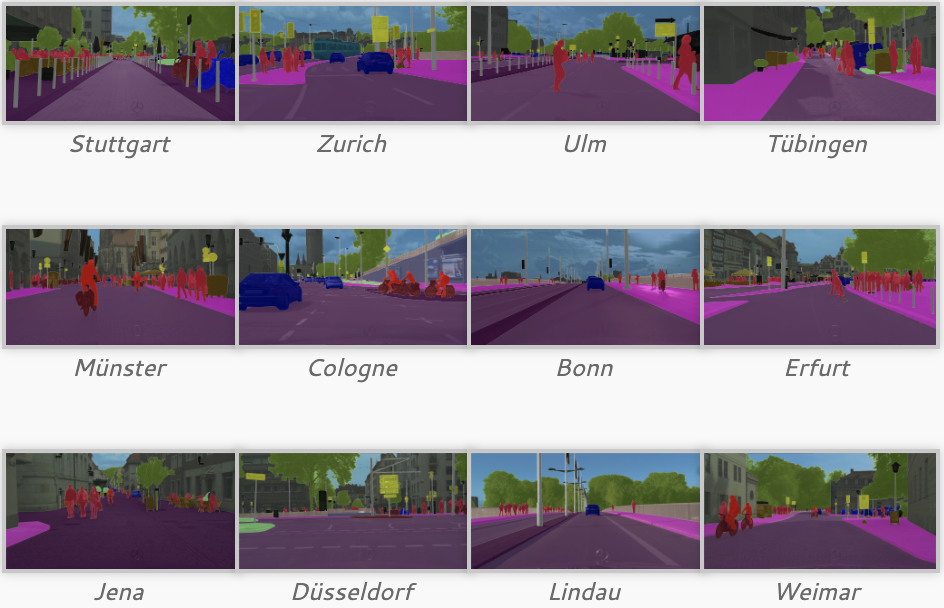 Stuttgart
Zurich
Ulm
Tübingen
Münster
Cologne
Bonn
Erfurt
Jena
Düsseldorf
Lindau
Weimar